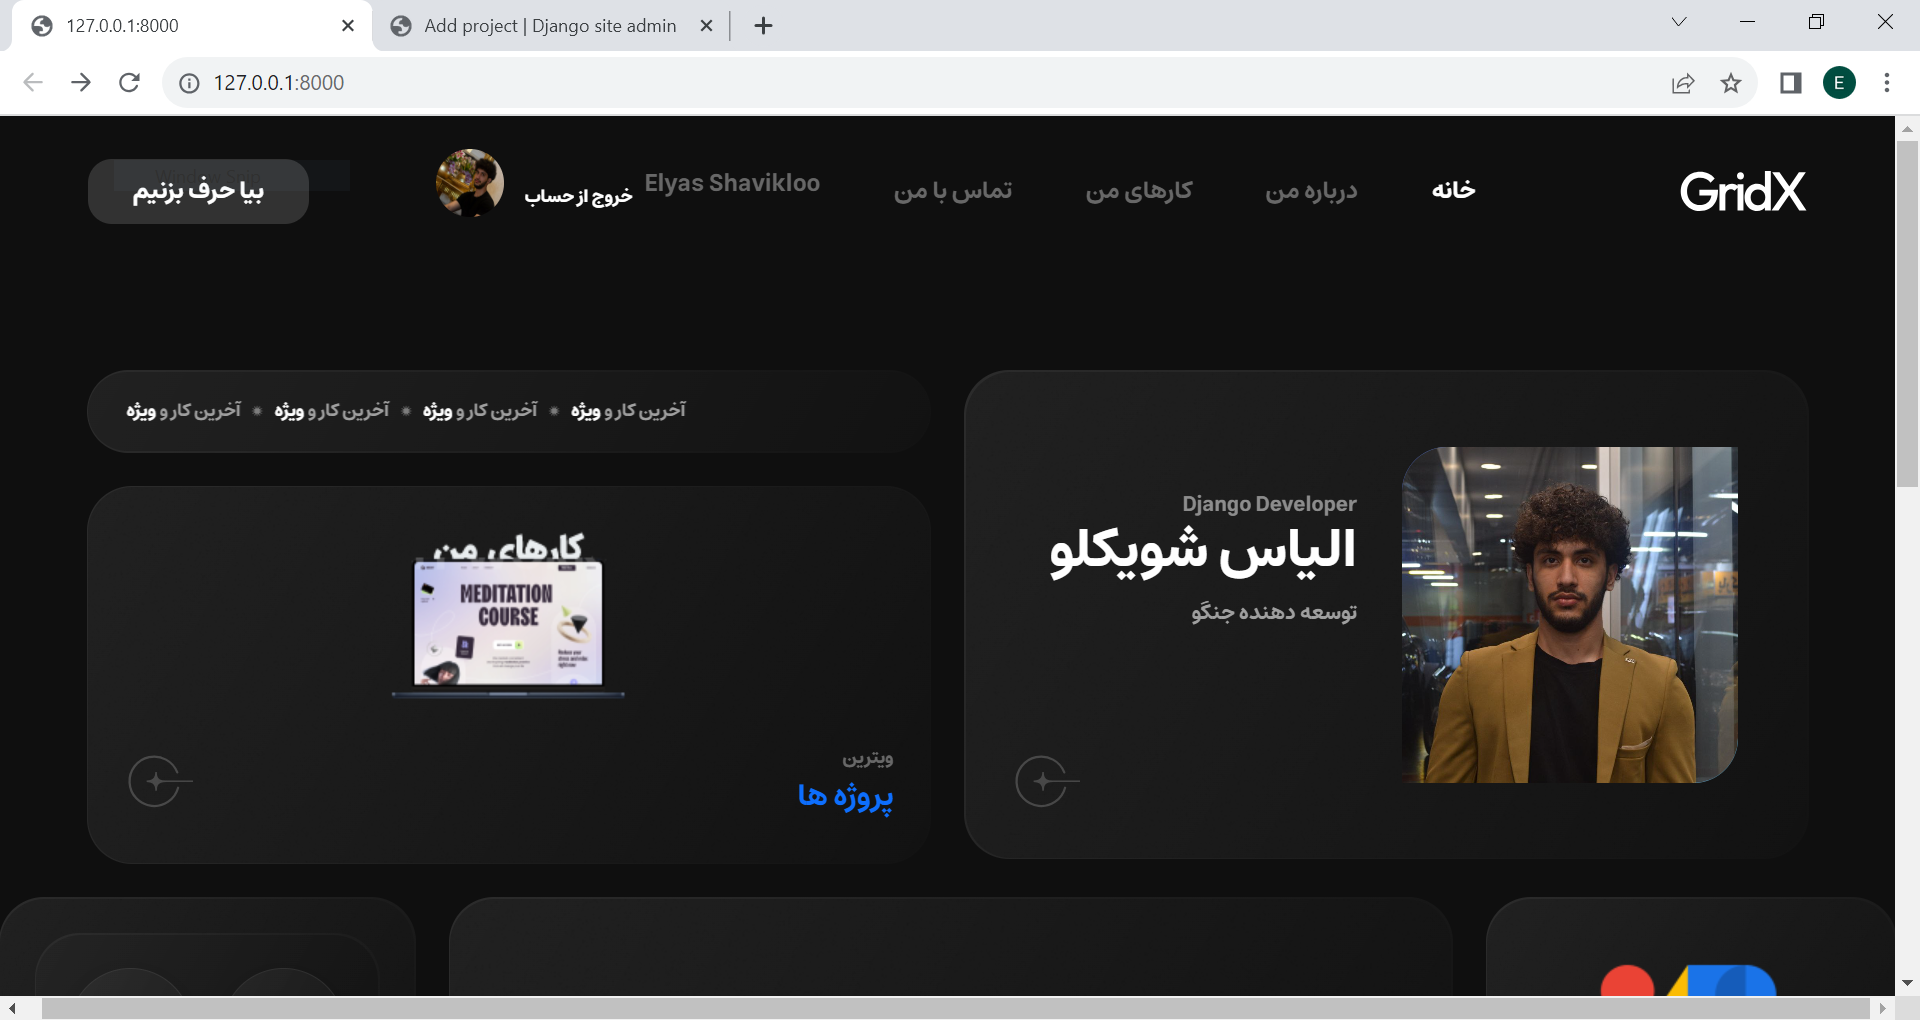 127.0.0.1:8000
Add project | Django site admin
127.0.0.1:8000
E
GridX
خانه
درباره من
کارهای من
تماس با من
Elyas Shavikloo
خروج از حساب
بیا حرف بزنیم
آخرین کار و ویژه
آخرین کار و ویژه
آخرین کار و ویژه
آخرین کار و ویژه
Django Developer
الیاس شویکلو
توسعه دهنده جنگو
کارهای من
MEDITATION
COURSE
ویترین
پروژه ها